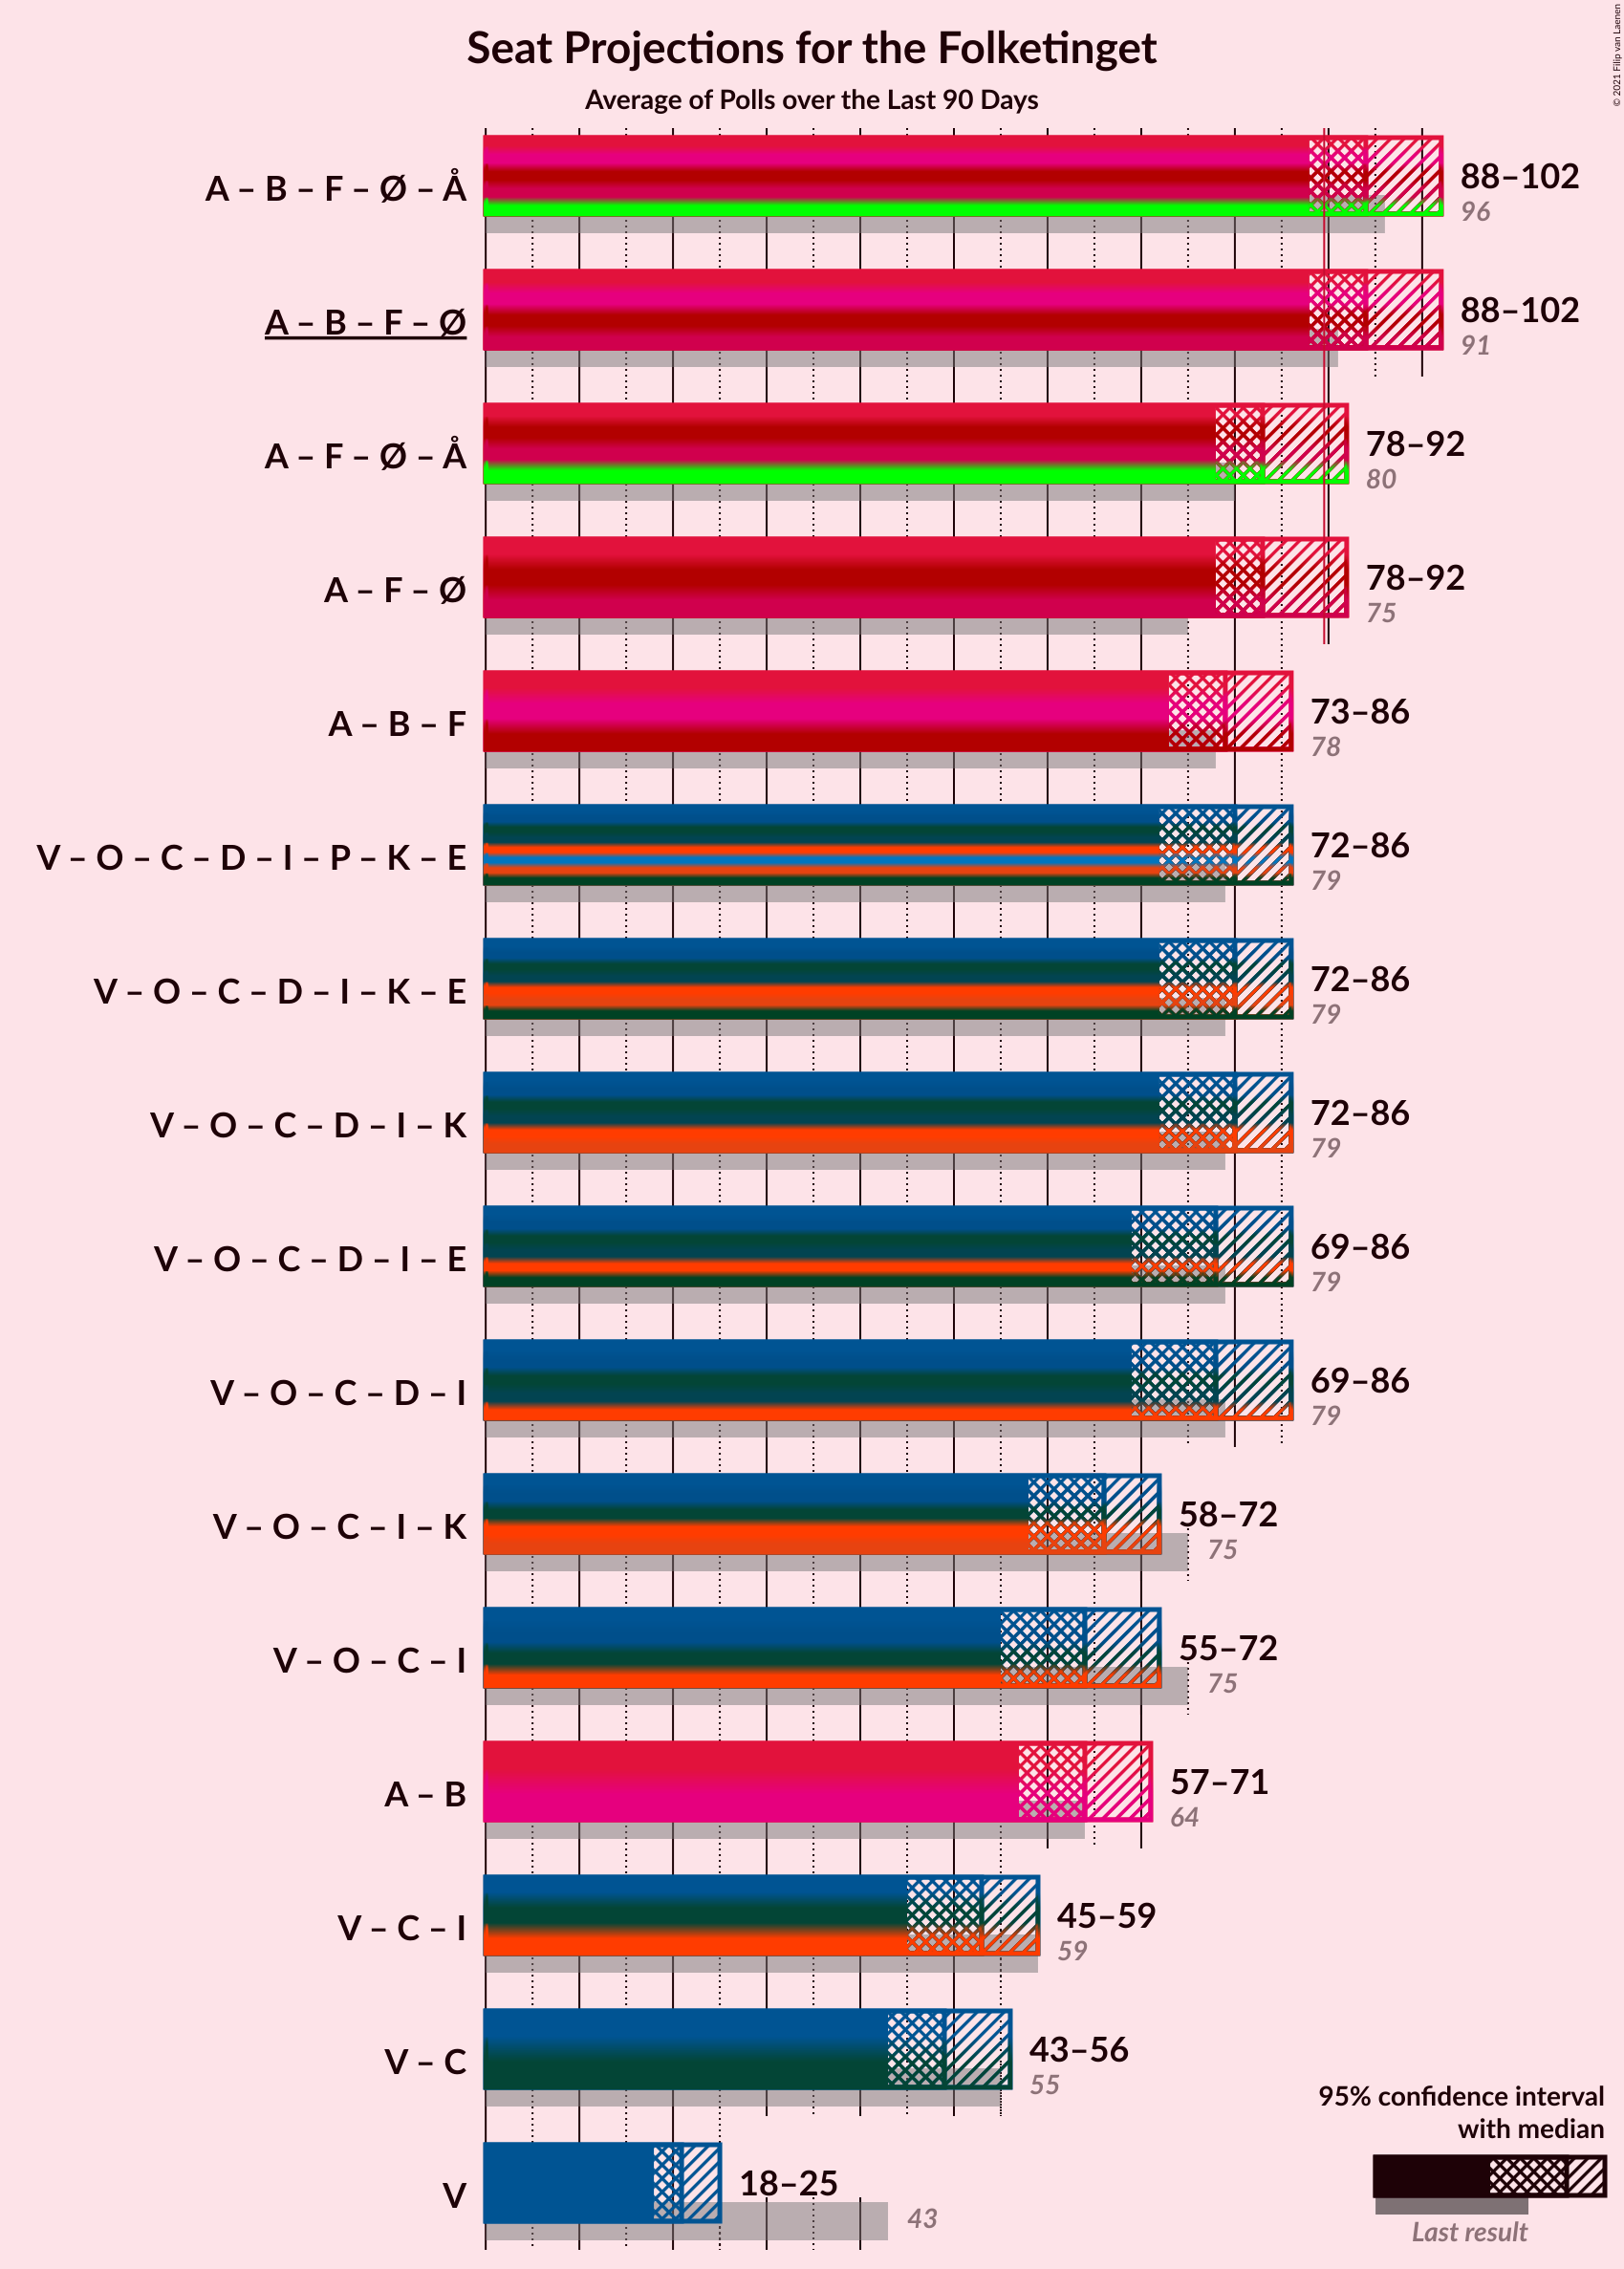 Seat Projections for the Folketinget
Average of Polls over the Last 90 Days
© 2021 Filip van Laenen
A – B – F – Ø – Å
88–102
96
A – B – F – Ø
88–102
91
A – F – Ø – Å
78–92
80
A – F – Ø
78–92
75
A – B – F
73–86
78
V – O – C – D – I – P – K – E
72–86
79
V – O – C – D – I – K – E
72–86
79
V – O – C – D – I – K
72–86
79
V – O – C – D – I – E
69–86
79
V – O – C – D – I
69–86
79
V – O – C – I – K
58–72
75
V – O – C – I
55–72
75
A – B
57–71
64
V – C – I
45–59
59
V – C
43–56
55
V
18–25
43
95% confidence interval
with median
Last result